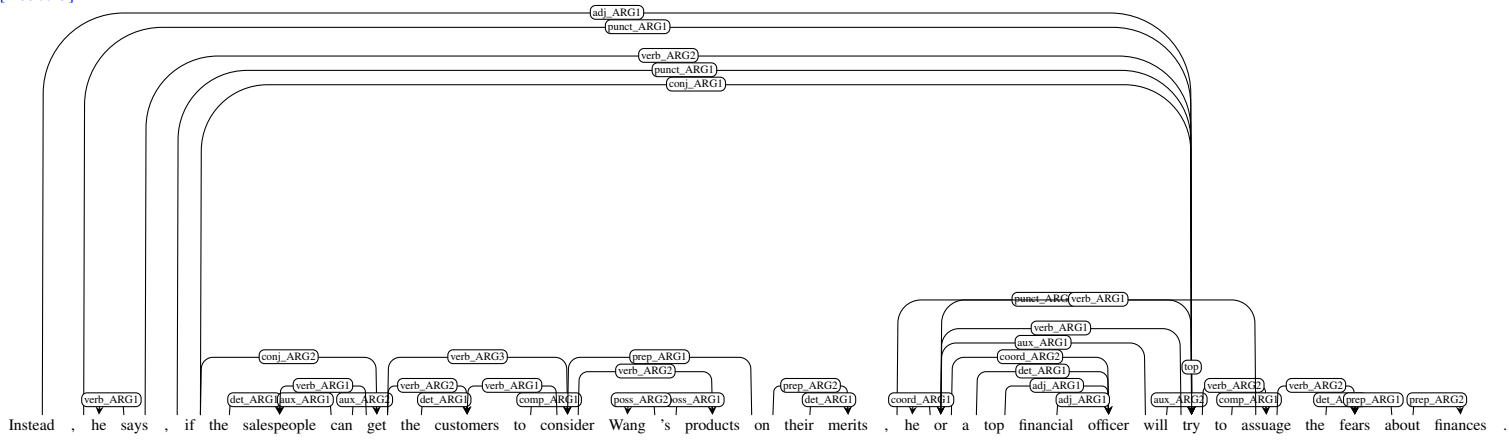 adj_ARG1
punct_ARG1
verb_ARG2
punct_ARG1
conj_ARG1
verb_ARG1
verb_ARG1
aux_ARG1
conj_ARG2 verb_ARG3 prep_ARG1 coord_ARG2
verb_ARG2 det_ARG1 top
verb_ARG1 verb_ARG2 verb_ARG1 prep_ARG2 adj_ARG1 verb_ARG2 verb_ARG2
verb_ARG1 det_ARG1 aux_ARG1 aux_ARG2 det_ARG1 comp_ARG1 poss_ARG2 det_ARG1 coord_ARG1 adj_ARG1 aux_ARG2 comp_ARG1 prep_ARG1 prep_ARG2
Instead , he says , if the salespeople can get the customers to consider Wang 's products on their merits , he or a top financial officer will try to assuage the fears about finances .